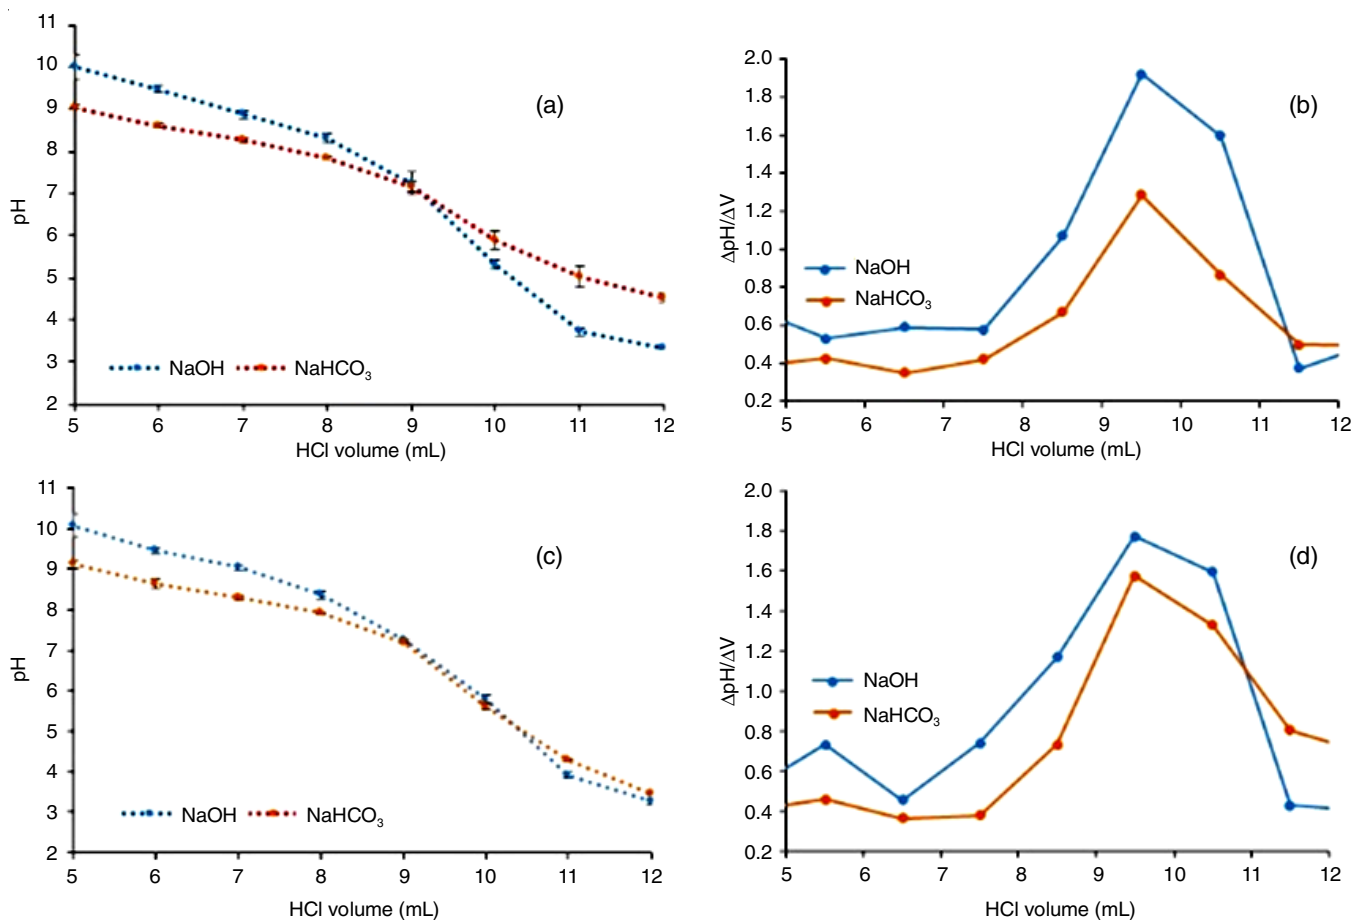 (a)
11
10
9
8
7
6
5
4
3
2
pH
NaOH NaHCO3
5 6 7 8 9 10 11 12
HCl volume (mL)
(b)
2.0
1.8
1.6
1.4
1.2
1.0
0.8
0.6
0.4
0.2
ΔpH/ΔV
NaOH
NaHCO3
5 6 7 8 9 10 11 12
HCl volume (mL)
(c)
11
10
9
8
7
6
5
4
3
2
pH
NaOH NaHCO3
5 6 7 8 9 10 11 12
HCl volume (mL)
(d)
2.0
1.8
1.6
1.4
1.2
1.0
0.8
0.6
0.4
0.2
ΔpH/ΔV
NaOH
NaHCO3
5 6 7 8 9 10 11 12
HCl volume (mL)